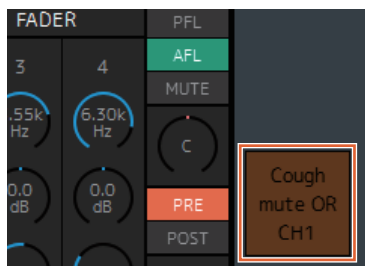 FADER
PFL
AFL
MUTE
3
4
.55k
Hz
6.30k
Hz
C
0.0
dB
0.0
dB
PRE
POST
Cough
mute OR
CH1